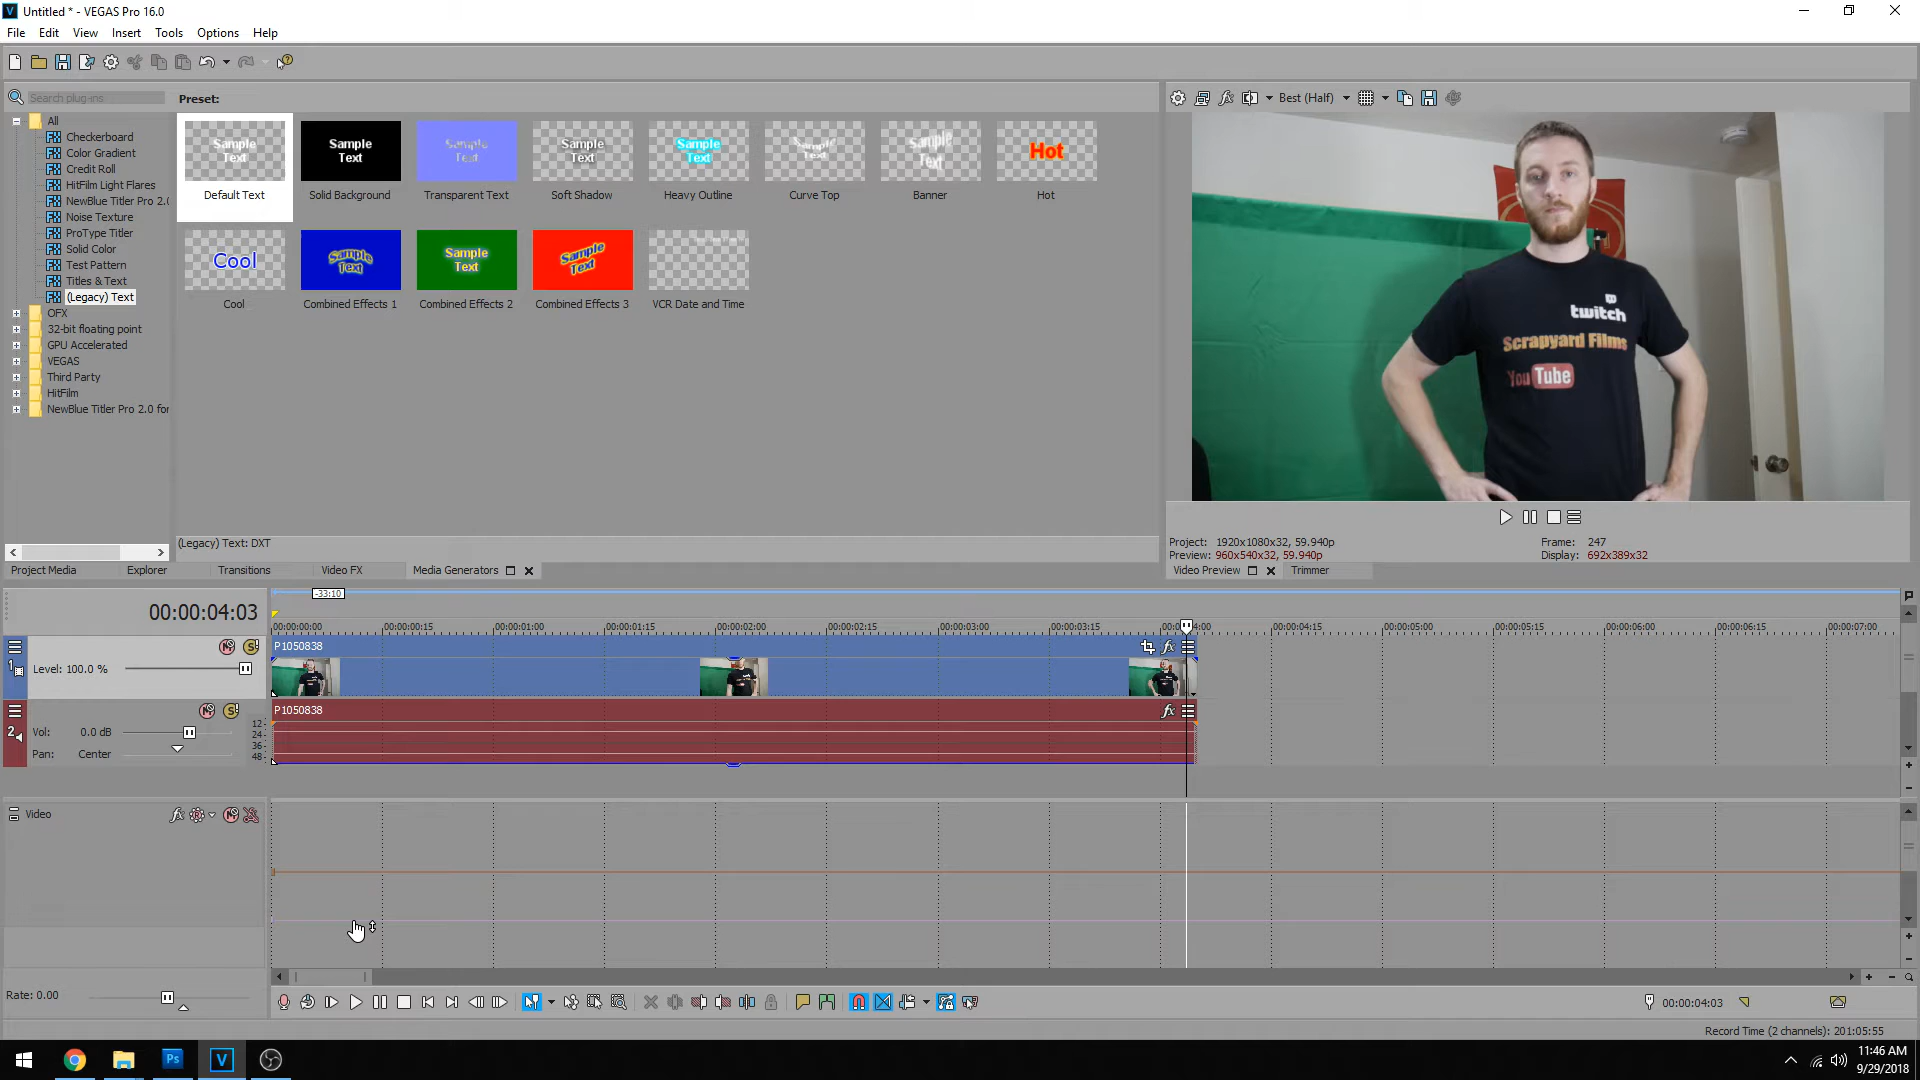 Untitled * - VEGAS Pro 16.0
File Edit View Insert Tools Options Help
Search plug-ins
Preset:
Best (Half)
All
Checkerboard
Color Gradient
Credit Roll
HitFilm Light Flares
NewBlue Titler Pro 2.0
Noise Texture
ProType Titler
Solid Color
Test Pattern
Titles & Text
(Legacy) Text
OFX
32-bit floating point
GPU Accelerated
VEGAS
Third Party
HitFilm
NewBlue Titler Pro 2.0 for
Sample Text
Sample Text
Sample Text
Sample Text
Sample Text
Sample Text
Sample Text
Hot
Default Text Solid Background Transparent Text Soft Shadow Heavy Outline Curve Top Banner Hot
Cool
Sample Text
Sample Text
Sample Text
Cool Combined Effects 1 Combined Effects 2 Combined Effects 3 VCR Date and Time
twitch
Scrapyard Films
You Tube
(Legacy) Text: DXT
Project: 1920x1080x32, 59.940p Frame: 247
Preview: 960x540x32, 59.940p Display: 692x389x32
Project Media Explorer Transitions Video FX Media Generators
Video Preview Trimmer
-33:10
00:00:04:03
00:00:00:00 00:00:00:15 00:00:01:00 00:00:01:15 00:00:02:00 00:00:02:15 00:00:03:00 00:00:03:15 00:00:04:00 00:00:04:15 00:00:05:00 00:00:05:15 00:00:06:00 00:00:06:15 00:00:07:00
1
Level: 100.0 %
P1050838
fx
2
Vol: 0.0 dB
Pan: Center
12
24
36
48
P1050838
fx
Video
fx
Rate: 0.00
00:00:04:03
Record Time (2 channels): 201:05:55
Ps
V
11:46 AM
9/29/2018